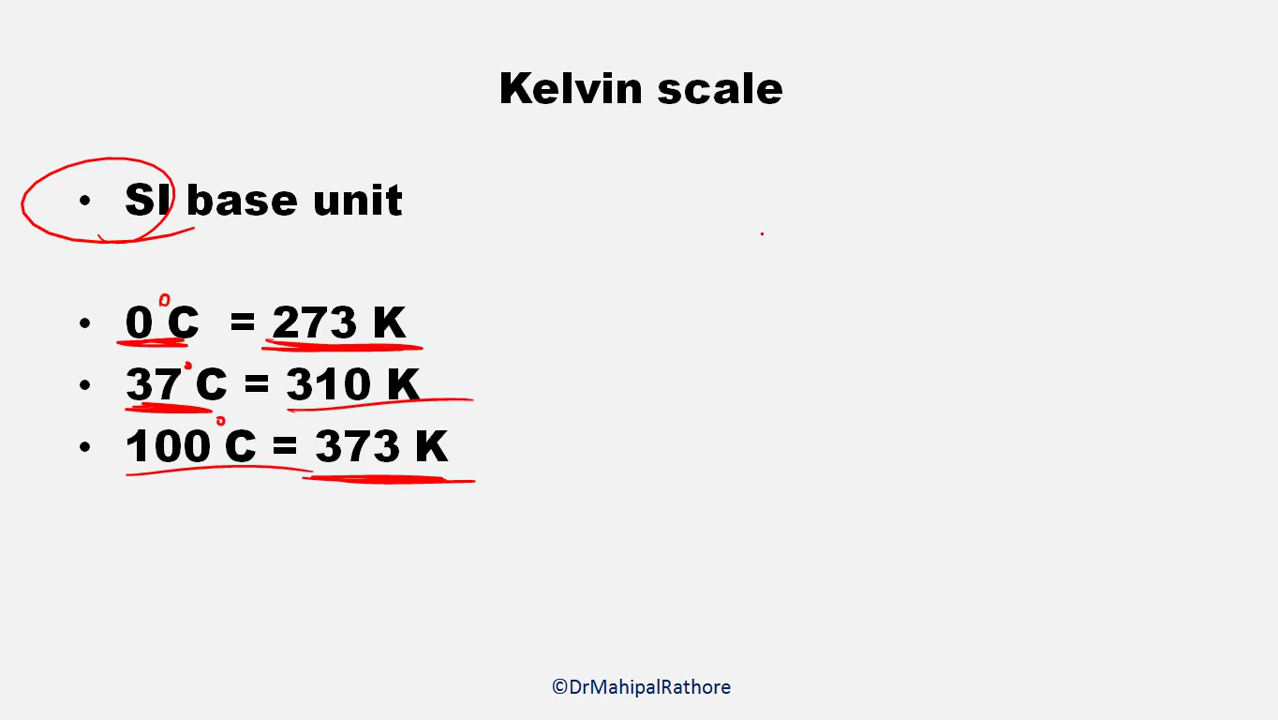 Kelvin scale
• SI base unit
• 0°C = 273 K
• 37°C = 310 K
• 100°C = 373 K
©DrMahipalRathore